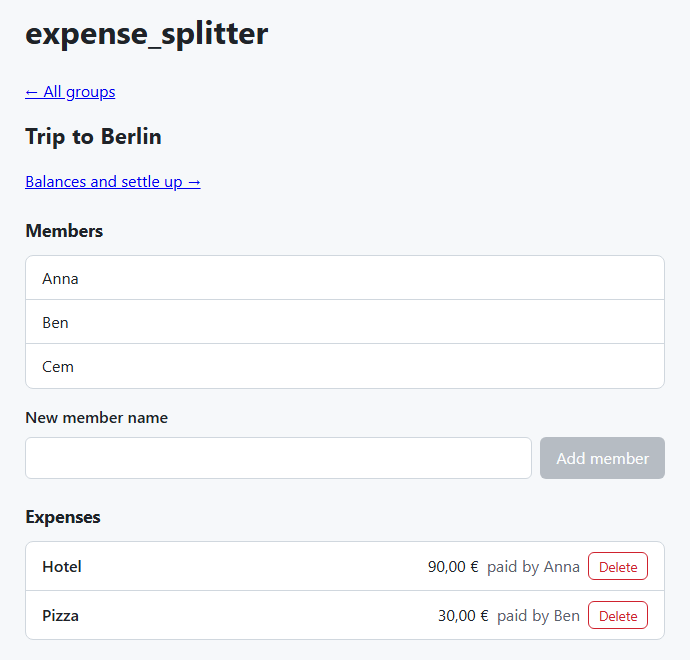 expense_splitter
← All groups
Trip to Berlin
Balances and settle up →
Members
Anna
Ben
Cem
New member name
Add member
Expenses
Hotel 90,00 € paid by Anna Delete
Pizza 30,00 € paid by Ben Delete